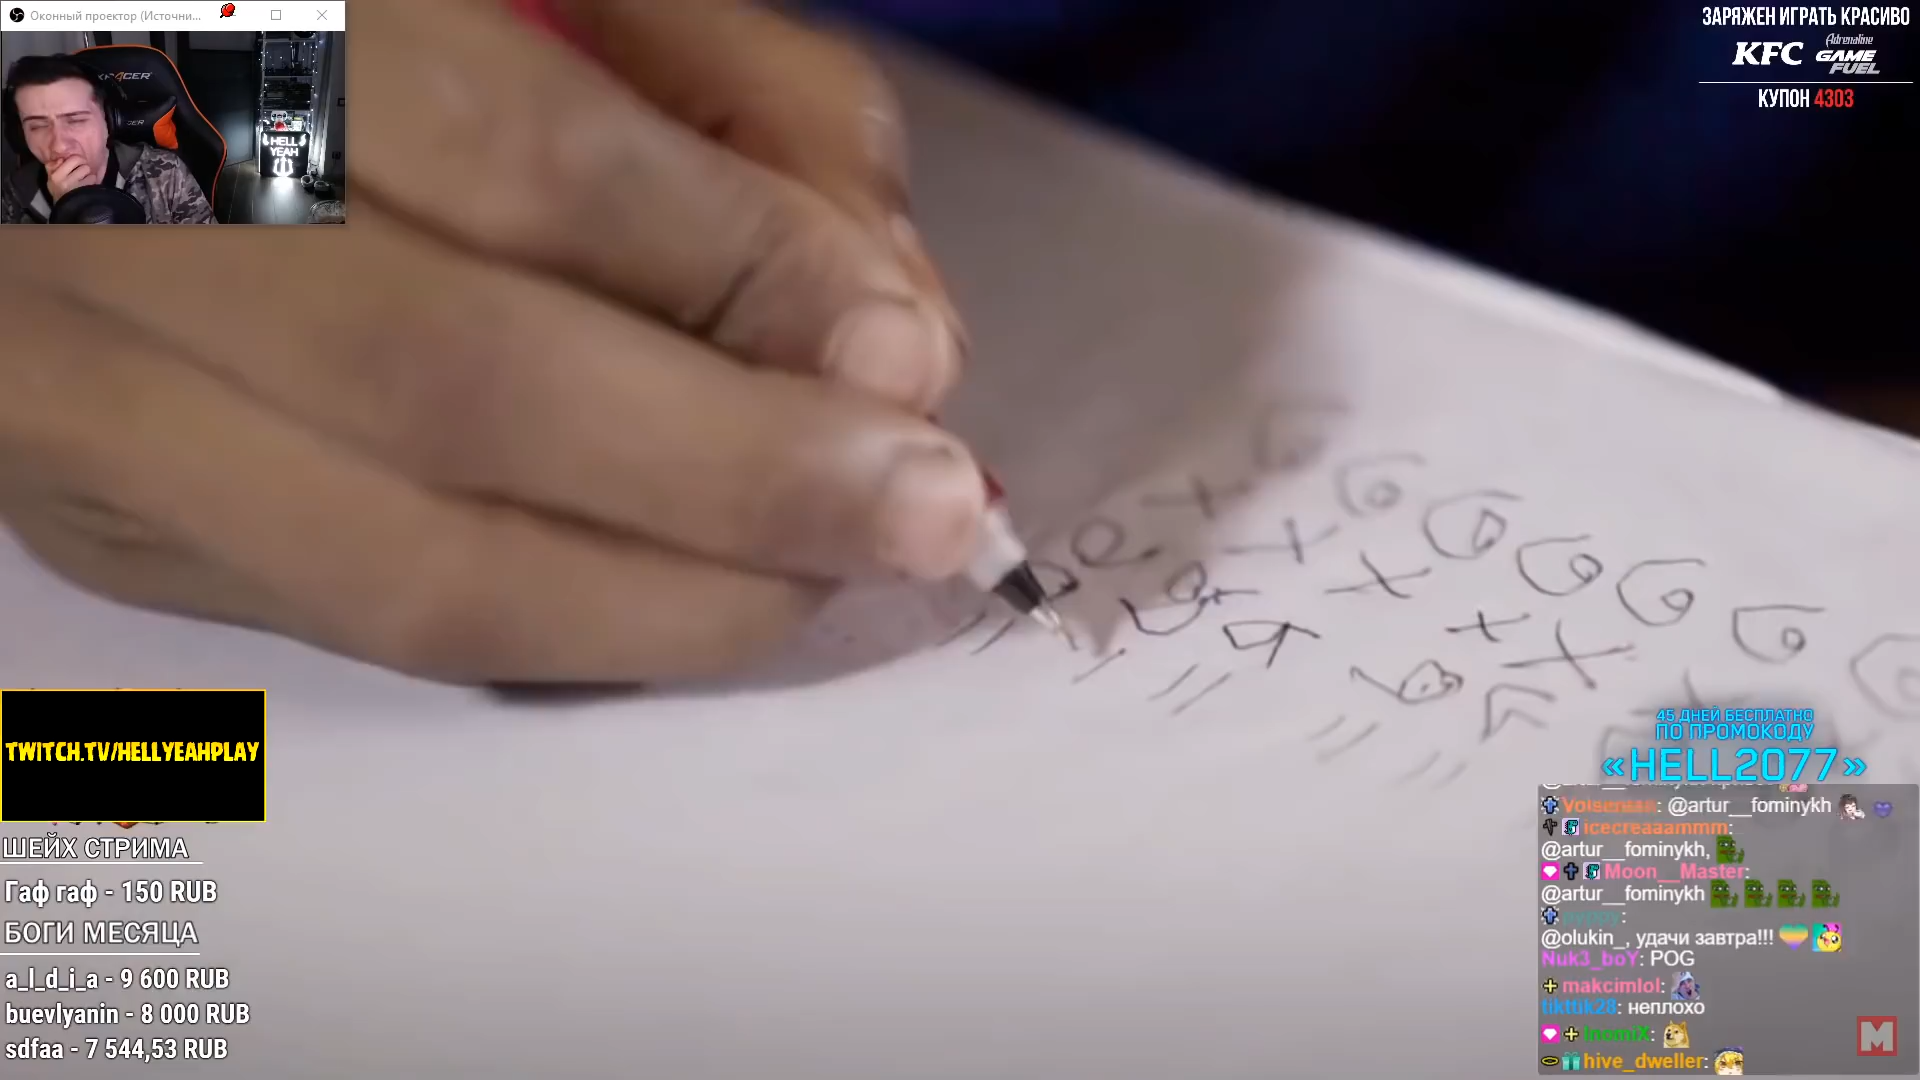 Оконный проектор (Источни...
HELL
YEAH
ЗАРЯЖЕН ИГРАТЬ КРАСИВО
KFC
Adrenaline
GAME
FUEL
КУПОН 4303
TWITCH.TV/HELLYEAHPLAY
ШЕЙХ СТРИМА
Гаф гаф - 150 RUB
БОГИ МЕСЯЦА
a_l_d_i_a - 9 600 RUB
buevlyanin - 8 000 RUB
sdfaa - 7 544,53 RUB
45 ДНЕЙ БЕСПЛАТНО
ПО ПРОМОКОДУ
«HELL2077»
: @artur__fominykh
icecreaaammm:
@artur__fominykh,
Moon__Master:
@artur__fominykh
@olukin_, удачи завтра!!!
Nuk3_boY: POG
makcimlol:
tikttik28: неплохо
InomiX:
hive_dweller:
M